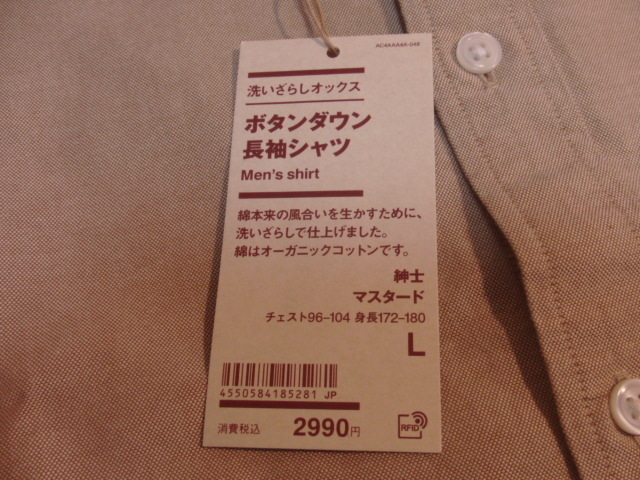 AC4AAA4A-04#
洗いざらしオックス
ボタンダウン
長袖シャツ
Men's shirt
綿本来の風合いを生かすために、
洗いざらしで仕上げました。
綿はオーガニックコットンです。
紳士
マスタード
チェスト96-104 身長172-180
L
4550584185281 JP
消費税込 2990円
RFID